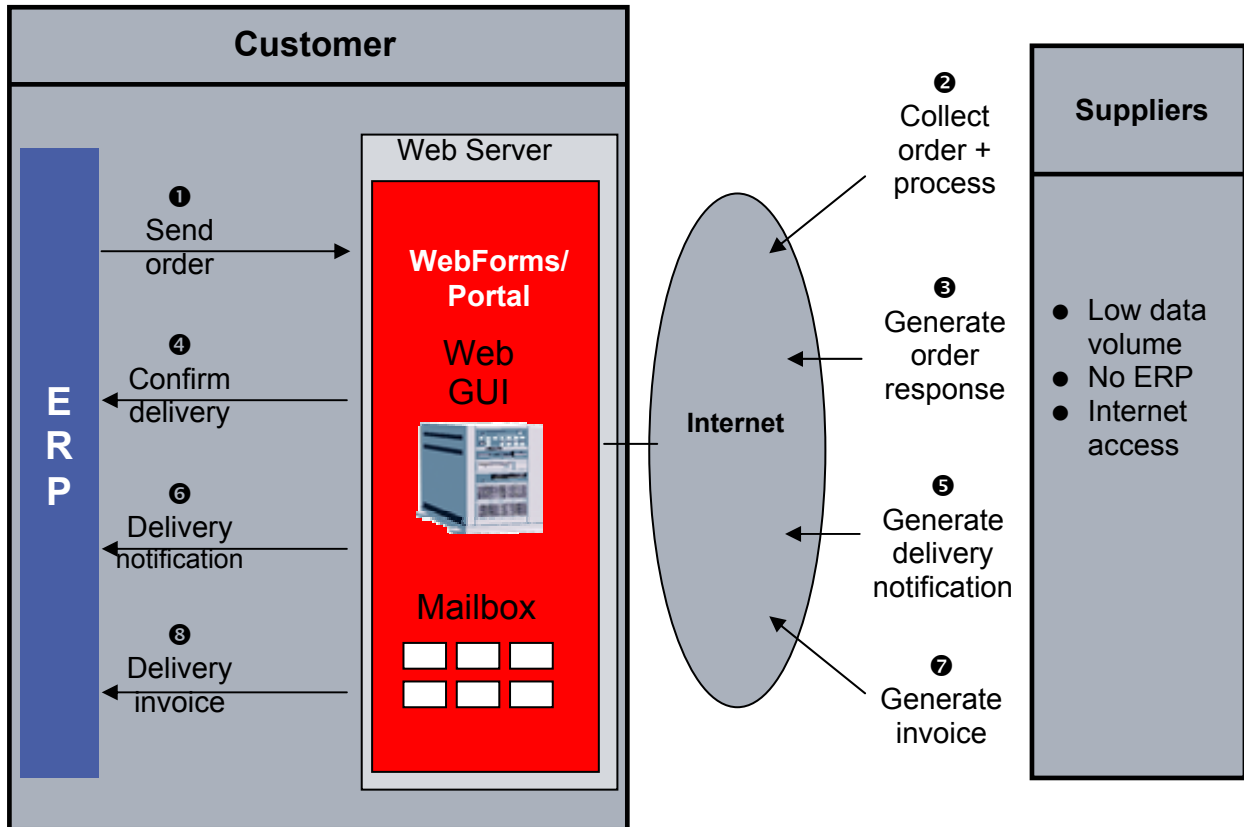 Customer
E
R
P
❶
Send
order
❹
Confirm
delivery
❻
Delivery
notification
❽
Delivery
invoice
Web Server
WebForms/
Portal
Web
GUI
Mailbox
Internet
❷
Collect
order +
process
❸
Generate
order
response
❺
Generate
delivery
notification
❼
Generate
invoice
Suppliers
● Low data
volume
● No ERP
● Internet
access